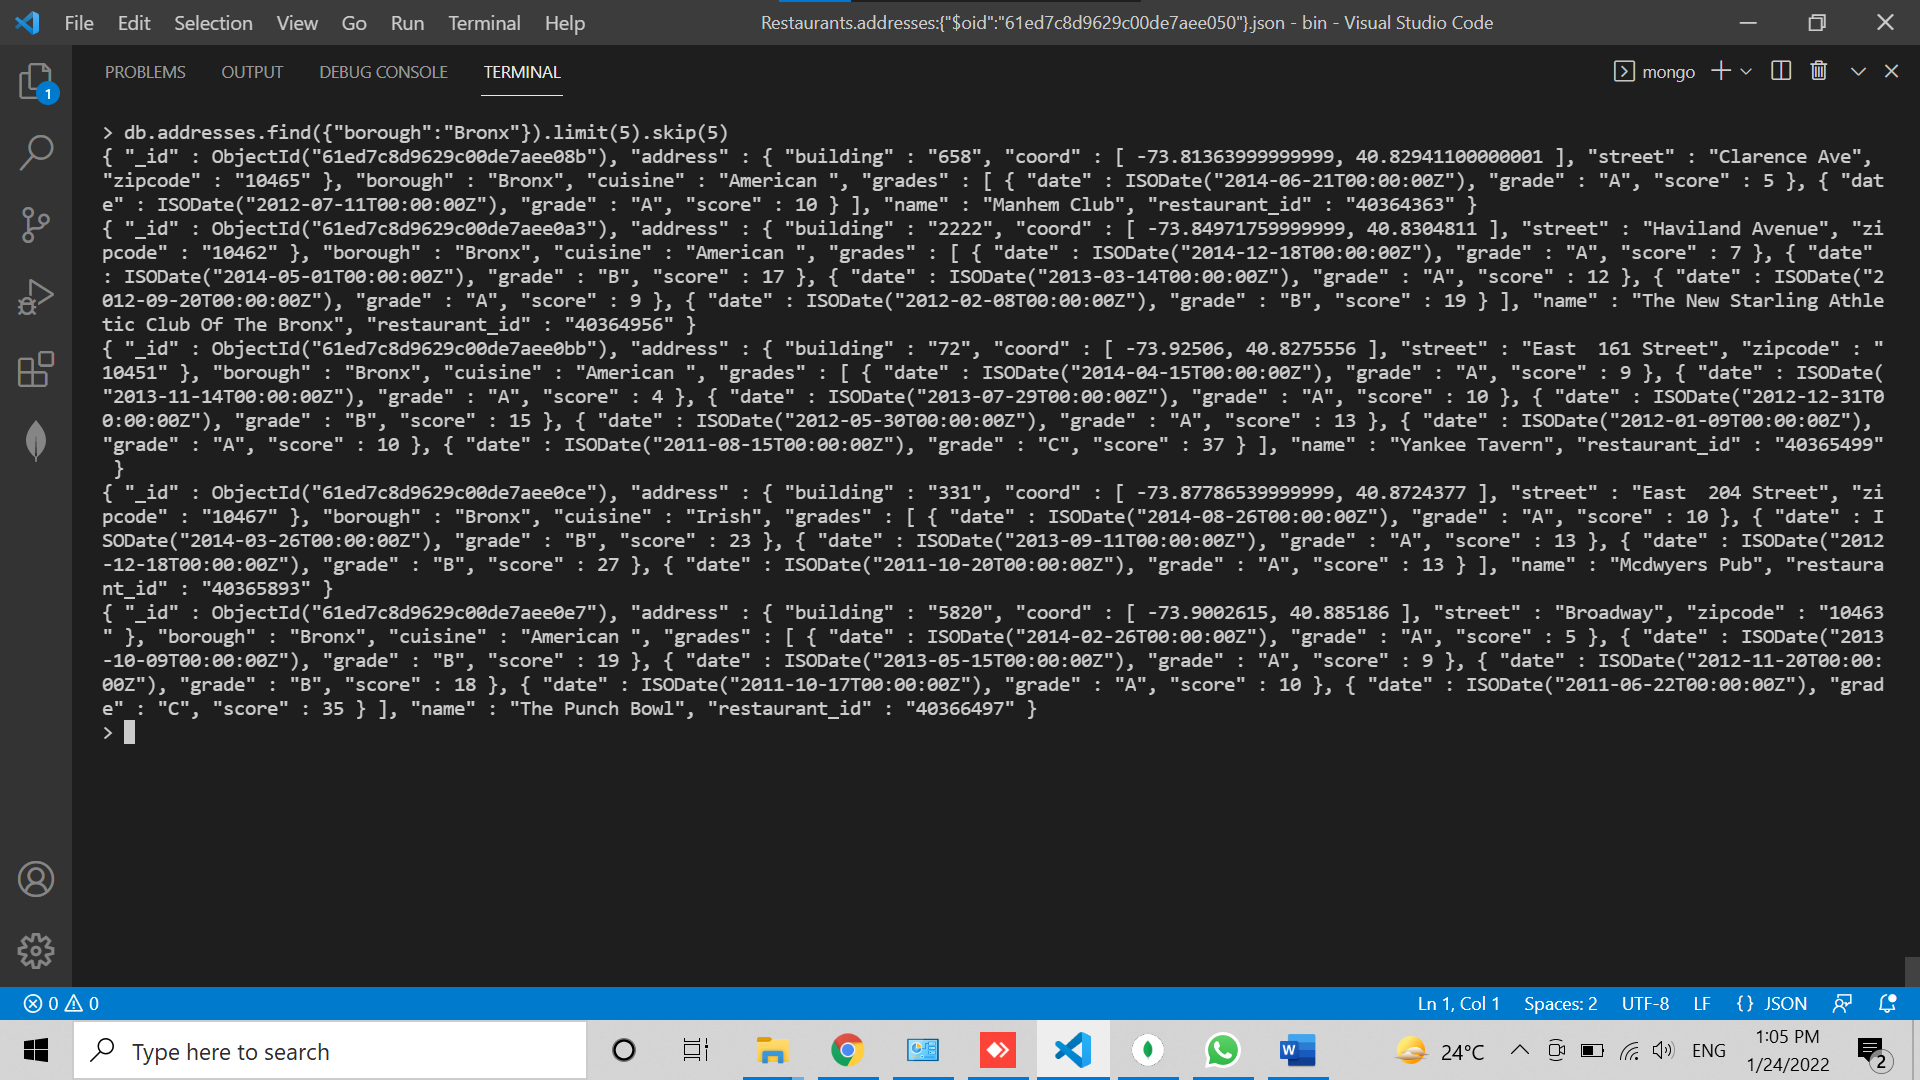 File Edit Selection View Go Run Terminal Help Restaurants.addresses:{"$oid":"61ed7c8d9629c00de7aee050"}.json - bin - Visual Studio Code
PROBLEMS OUTPUT DEBUG CONSOLE TERMINAL mongo
1
> db.addresses.find({"borough":"Bronx"}).limit(5).skip(5)
{ "_id" : ObjectId("61ed7c8d9629c00de7aee08b"), "address" : { "building" : "658", "coord" : [ -73.81363999999999, 40.82941100000001 ], "street" : "Clarence Ave",
"zipcode" : "10465" }, "borough" : "Bronx", "cuisine" : "American ", "grades" : [ { "date" : ISODate("2014-06-21T00:00:00Z"), "grade" : "A", "score" : 5 }, { "dat
e" : ISODate("2012-07-11T00:00:00Z"), "grade" : "A", "score" : 10 } ], "name" : "Manhem Club", "restaurant_id" : "40364363" }
{ "_id" : ObjectId("61ed7c8d9629c00de7aee0a3"), "address" : { "building" : "2222", "coord" : [ -73.84971759999999, 40.8304811 ], "street" : "Haviland Avenue", "zi
pcode" : "10462" }, "borough" : "Bronx", "cuisine" : "American ", "grades" : [ { "date" : ISODate("2014-12-18T00:00:00Z"), "grade" : "A", "score" : 7 }, { "date"
: ISODate("2014-05-01T00:00:00Z"), "grade" : "B", "score" : 17 }, { "date" : ISODate("2013-03-14T00:00:00Z"), "grade" : "A", "score" : 12 }, { "date" : ISODate("2
012-09-20T00:00:00Z"), "grade" : "A", "score" : 9 }, { "date" : ISODate("2012-02-08T00:00:00Z"), "grade" : "B", "score" : 19 } ], "name" : "The New Starling Athle
tic Club Of The Bronx", "restaurant_id" : "40364956" }
{ "_id" : ObjectId("61ed7c8d9629c00de7aee0bb"), "address" : { "building" : "72", "coord" : [ -73.92506, 40.8275556 ], "street" : "East  161 Street", "zipcode" : "
10451" }, "borough" : "Bronx", "cuisine" : "American ", "grades" : [ { "date" : ISODate("2014-04-15T00:00:00Z"), "grade" : "A", "score" : 9 }, { "date" : ISODate(
"2013-11-14T00:00:00Z"), "grade" : "A", "score" : 4 }, { "date" : ISODate("2013-07-29T00:00:00Z"), "grade" : "A", "score" : 10 }, { "date" : ISODate("2012-12-31T0
0:00:00Z"), "grade" : "B", "score" : 15 }, { "date" : ISODate("2012-05-30T00:00:00Z"), "grade" : "A", "score" : 13 }, { "date" : ISODate("2012-01-09T00:00:00Z"),
"grade" : "A", "score" : 10 }, { "date" : ISODate("2011-08-15T00:00:00Z"), "grade" : "C", "score" : 37 } ], "name" : "Yankee Tavern", "restaurant_id" : "40365499"
 }
{ "_id" : ObjectId("61ed7c8d9629c00de7aee0ce"), "address" : { "building" : "331", "coord" : [ -73.87786539999999, 40.8724377 ], "street" : "East  204 Street", "zi
pcode" : "10467" }, "borough" : "Bronx", "cuisine" : "Irish", "grades" : [ { "date" : ISODate("2014-08-26T00:00:00Z"), "grade" : "A", "score" : 10 }, { "date" : I
SODate("2014-03-26T00:00:00Z"), "grade" : "B", "score" : 23 }, { "date" : ISODate("2013-09-11T00:00:00Z"), "grade" : "A", "score" : 13 }, { "date" : ISODate("2012
-12-18T00:00:00Z"), "grade" : "B", "score" : 27 }, { "date" : ISODate("2011-10-20T00:00:00Z"), "grade" : "A", "score" : 13 } ], "name" : "Mcdwyers Pub", "restaura
nt_id" : "40365893" }
{ "_id" : ObjectId("61ed7c8d9629c00de7aee0e7"), "address" : { "building" : "5820", "coord" : [ -73.9002615, 40.885186 ], "street" : "Broadway", "zipcode" : "10463
" }, "borough" : "Bronx", "cuisine" : "American ", "grades" : [ { "date" : ISODate("2014-02-26T00:00:00Z"), "grade" : "A", "score" : 5 }, { "date" : ISODate("2013
-10-09T00:00:00Z"), "grade" : "B", "score" : 19 }, { "date" : ISODate("2013-05-15T00:00:00Z"), "grade" : "A", "score" : 9 }, { "date" : ISODate("2012-11-20T00:00:
00Z"), "grade" : "B", "score" : 18 }, { "date" : ISODate("2011-10-17T00:00:00Z"), "grade" : "A", "score" : 10 }, { "date" : ISODate("2011-06-22T00:00:00Z"), "grad
e" : "C", "score" : 35 } ], "name" : "The Punch Bowl", "restaurant_id" : "40366497" }
>
0 0 Ln 1, Col 1 Spaces: 2 UTF-8 LF {} JSON
Type here to search W 24°C ENG 1:05 PM
1/24/2022 2